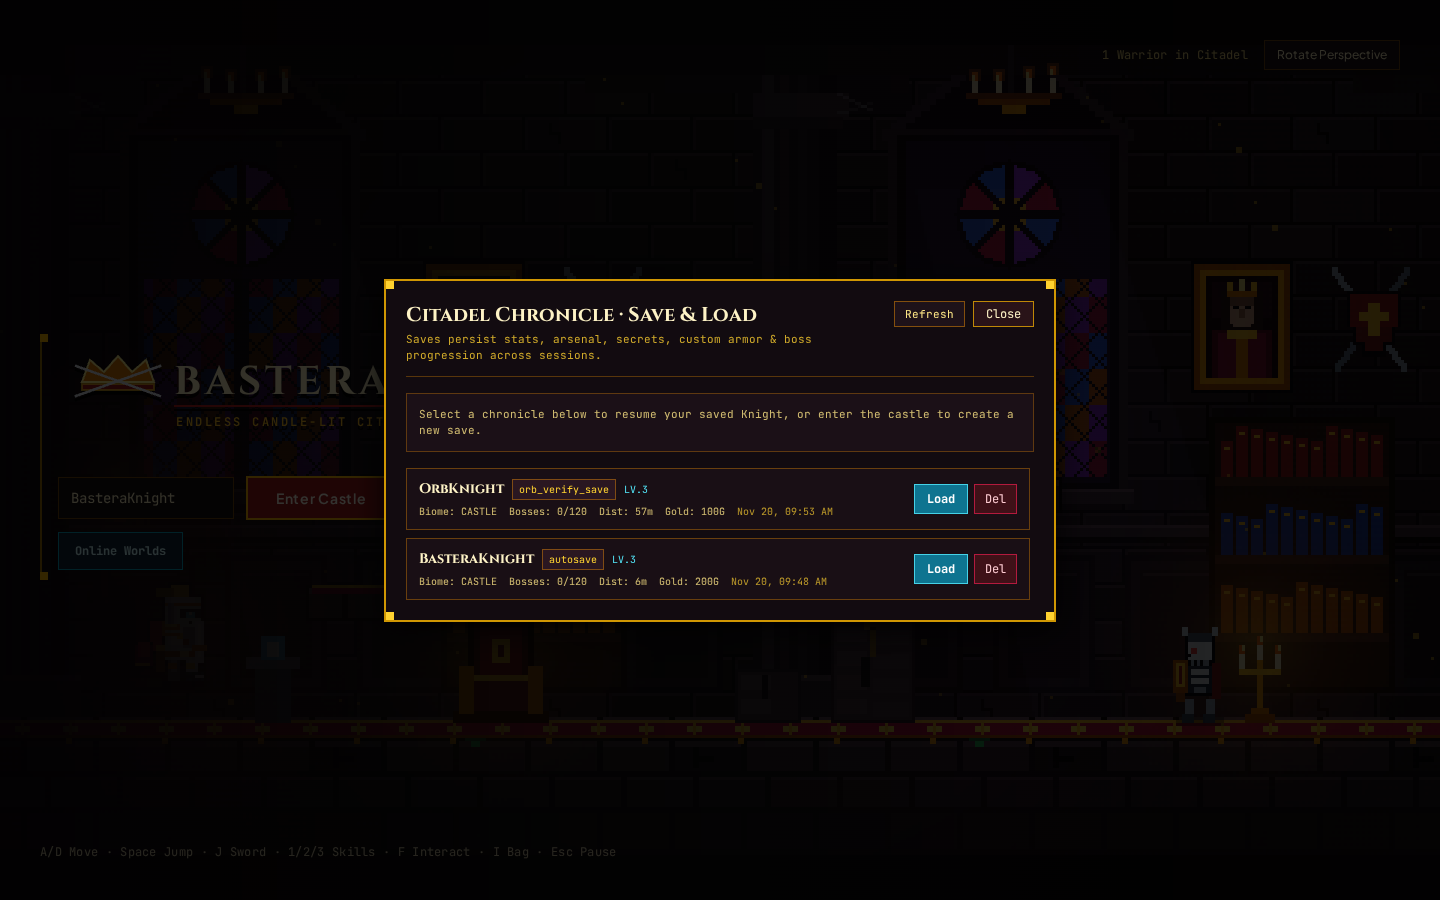 1 Warrior in Citadel
Rotate Perspective
Citadel Chronicle · Save & Load
Refresh
Close
Saves persist stats, arsenal, secrets, custom armor & boss
progression across sessions.
BASTERA
ENDLESS CANDLE-LIT CIT
Select a chronicle below to resume your saved Knight, or enter the castle to create a
new save.
BasteraKnight
Enter Castle
Online Worlds
OrbKnight orb_verify_save LV.3
Biome: CASTLE Bosses: 0/120 Dist: 57m Gold: 100G Nov 20, 09:53 AM
Load
Del
BasteraKnight autosave LV.3
Biome: CASTLE Bosses: 0/120 Dist: 6m Gold: 200G Nov 20, 09:48 AM
Load
Del
A/D Move · Space Jump · J Sword · 1/2/3 Skills · F Interact · I Bag · Esc Pause